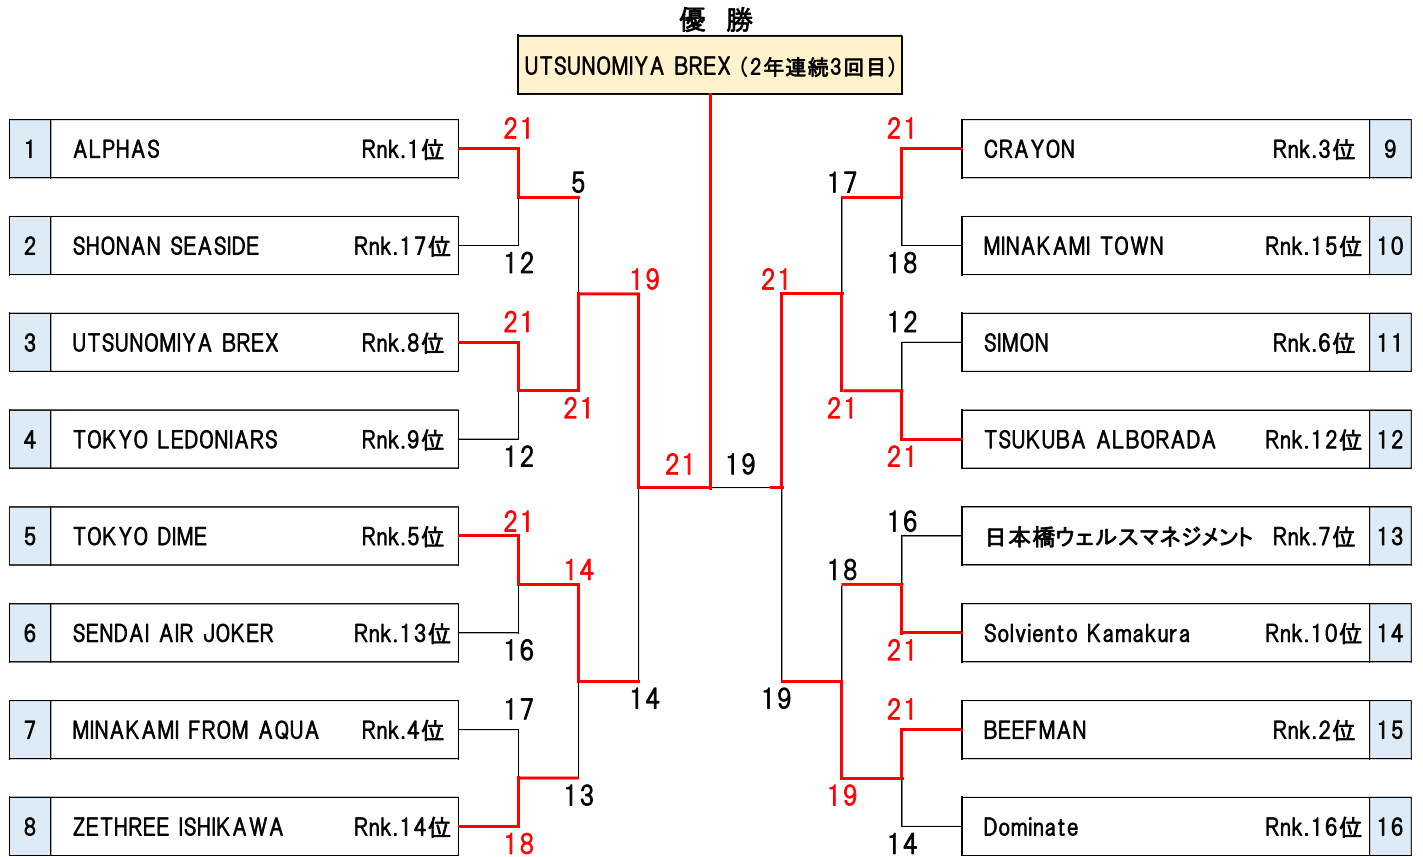 優 勝
UTSUNOMIYA BREX (2年連続3回目)
1 ALPHAS Rnk.1位
2 SHONAN SEASIDE Rnk.17位
3 UTSUNOMIYA BREX Rnk.8位
4 TOKYO LEDONIARS Rnk.9位
5 TOKYO DIME Rnk.5位
6 SENDAI AIR JOKER Rnk.13位
7 MINAKAMI FROM AQUA Rnk.4位
8 ZETHREE ISHIKAWA Rnk.14位
21
12
21
12
21
16
17
18
5
21
14
13
19
14
21
19
21
19
17
21
18
19
21
18
12
21
16
21
21
14
CRAYON Rnk.3位 9
MINAKAMI TOWN Rnk.15位 10
SIMON Rnk.6位 11
TSUKUBA ALBORADA Rnk.12位 12
日本橋ウェルスマネジメント Rnk.7位 13
Solviento Kamakura Rnk.10位 14
BEEFMAN Rnk.2位 15
Dominate Rnk.16位 16